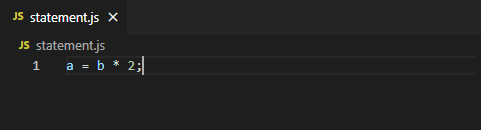 JS statement.js ×
JS statement.js
1 a = b * 2;